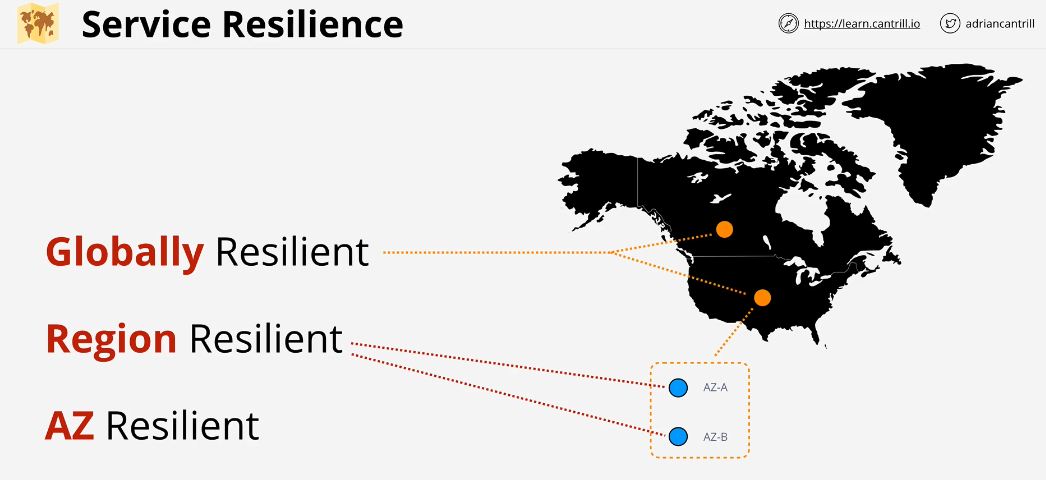 Service Resilience
https://learn.cantrill.io
adriancantrill
Globally Resilient
Region Resilient
AZ-A
AZ Resilient
AZ-B